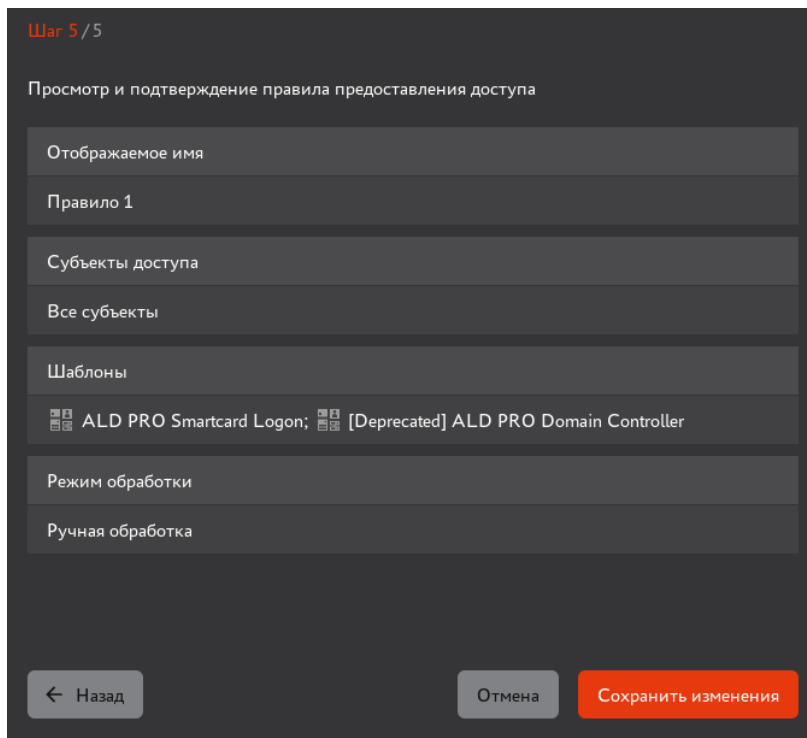 Шаг 5/5
Просмотр и подтверждение правила предоставления доступа
Отображаемое имя
Правило 1
Субъекты доступа
Все субъекты
Шаблоны
ALD PRO Smartcard Logon; [Deprecated] ALD PRO Domain Controller
Режим обработки
Ручная обработка
← Назад
Отмена
Сохранить изменения